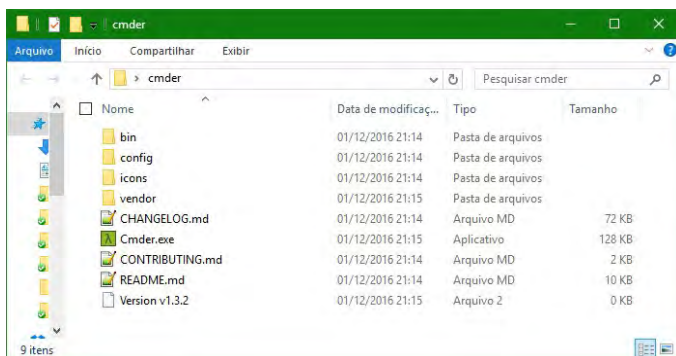 cmder
Arquivo Início Compartilhar Exibir
cmder Pesquisar cmder
Nome Data de modificaç... Tipo Tamanho
bin 01/12/2016 21:14 Pasta de arquivos
config 01/12/2016 21:14 Pasta de arquivos
icons 01/12/2016 21:14 Pasta de arquivos
vendor 01/12/2016 21:15 Pasta de arquivos
CHANGELOG.md 01/12/2016 21:14 Arquivo MD 72 KB
Cmder.exe 01/12/2016 21:15 Aplicativo 128 KB
CONTRIBUTING.md 01/12/2016 21:14 Arquivo MD 2 KB
README.md 01/12/2016 21:14 Arquivo MD 10 KB
Version v1.3.2 01/12/2016 21:15 Arquivo 2 0 KB
9 itens